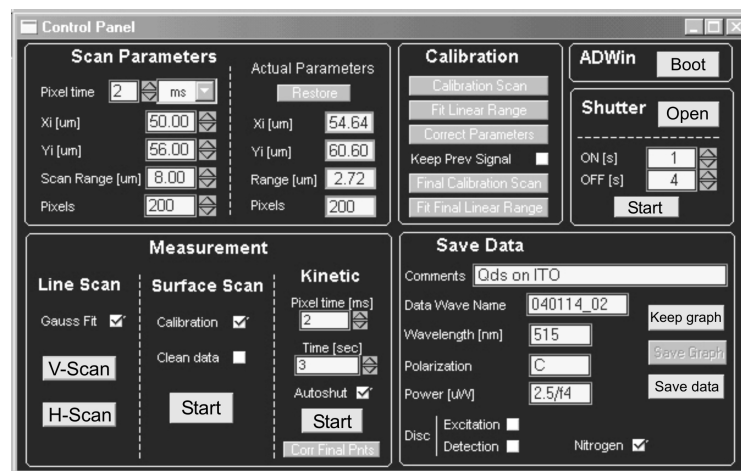 Control Panel
Scan Parameters
Pixel time 2 ms
Xi [um] 50.00
Yi [um] 56.00
Scan Range [um] 8.00
Pixels 200
Actual Parameters
Restore
Xi [um] 54.64
Yi [um] 60.60
Range [um] 2.72
Pixels 200
Calibration
Calibration Scan
Fit Linear Range
Correct Parameters
Keep Prev Signal
Final Calibration Scan
Fit Final Linear Range
ADWin Boot
Shutter Open
ON [s] 1
OFF [s] 4
Start
Measurement
Line Scan
Gauss Fit
V-Scan
H-Scan
Surface Scan
Calibration
Clean data
Start
Kinetic
Pixel time [ms]
2
Time [sec]
3
Autoshut
Start
Corr Final Pnts
Save Data
Comments Qds on ITO
Data Wave Name 040114_02
Wavelength [nm] 515
Polarization C
Power [uW] 2.5/f4
Keep graph
Save Graph
Save data
Disc Excitation
Detection
Nitrogen